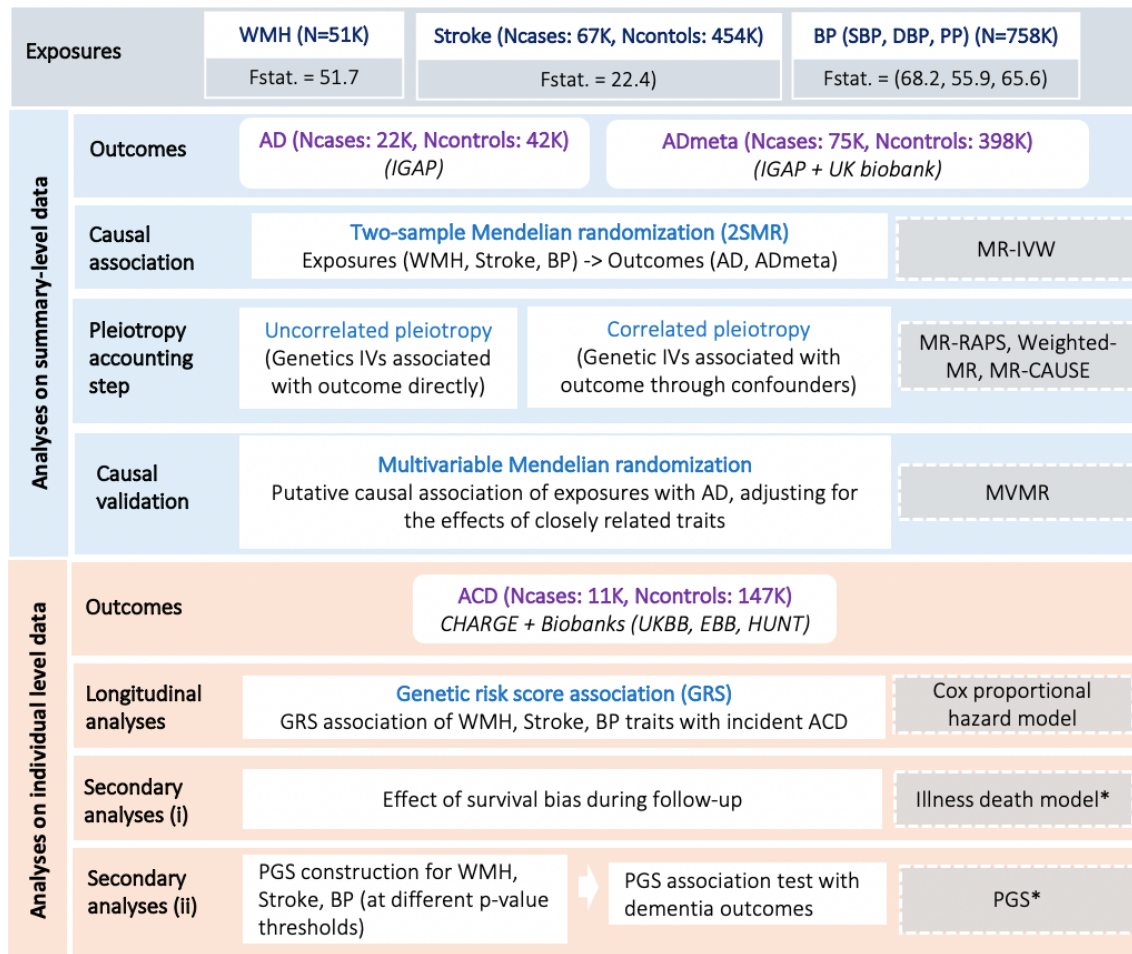 Exposures
WMH (N=51K)
Fstat. = 51.7
Stroke (Ncases: 67K, Ncontols: 454K)
Fstat. = 22.4)
BP (SBP, DBP, PP) (N=758K)
Fstat. = (68.2, 55.9, 65.6)
Analyses on summary-level data
Outcomes
AD (Ncases: 22K, Ncontrols: 42K)
(IGAP)
ADmeta (Ncases: 75K, Ncontrols: 398K)
(IGAP + UK biobank)
Causal
association
Two-sample Mendelian randomization (2SMR)
Exposures (WMH, Stroke, BP) -> Outcomes (AD, ADmeta)
MR-IVW
Pleiotropy
accounting
step
Uncorrelated pleiotropy
(Genetics IVs associated
with outcome directly)
Correlated pleiotropy
(Genetic IVs associated with
outcome through confounders)
MR-RAPS, Weighted-
MR, MR-CAUSE
Causal
validation
Multivariable Mendelian randomization
Putative causal association of exposures with AD, adjusting for
the effects of closely related traits
MVMR
Analyses on individual level data
Outcomes
ACD (Ncases: 11K, Ncontrols: 147K)
CHARGE + Biobanks (UKBB, EBB, HUNT)
Longitudinal
analyses
Genetic risk score association (GRS)
GRS association of WMH, Stroke, BP traits with incident ACD
Cox proportional
hazard model
Secondary
analyses (i)
Effect of survival bias during follow-up
Illness death model*
Secondary
analyses (ii)
PGS construction for WMH,
Stroke, BP (at different p-value
thresholds)
PGS association test with
dementia outcomes
PGS*